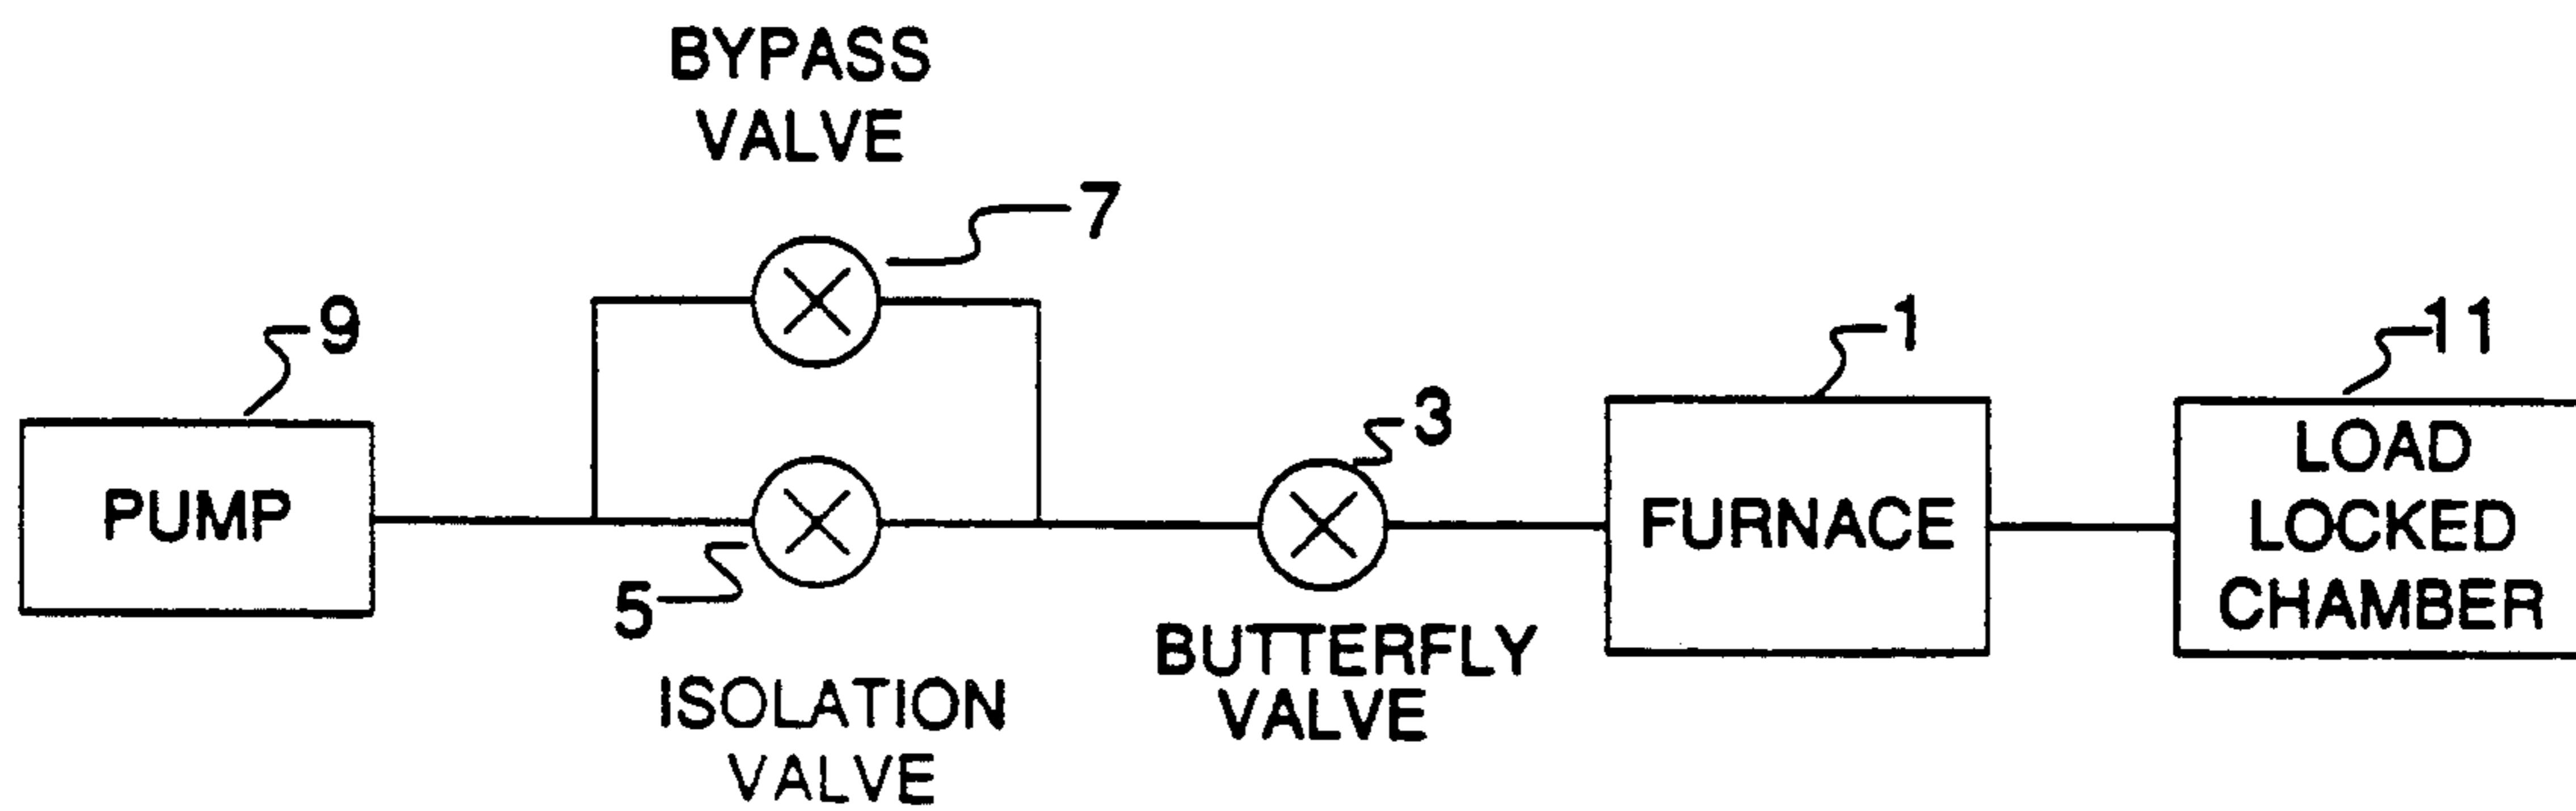 BYPASS
VALVE
7
9
PUMP
5
ISOLATION
VALVE
3
BUTTERFLY
VALVE
1
FURNACE
11
LOAD
LOCKED
CHAMBER